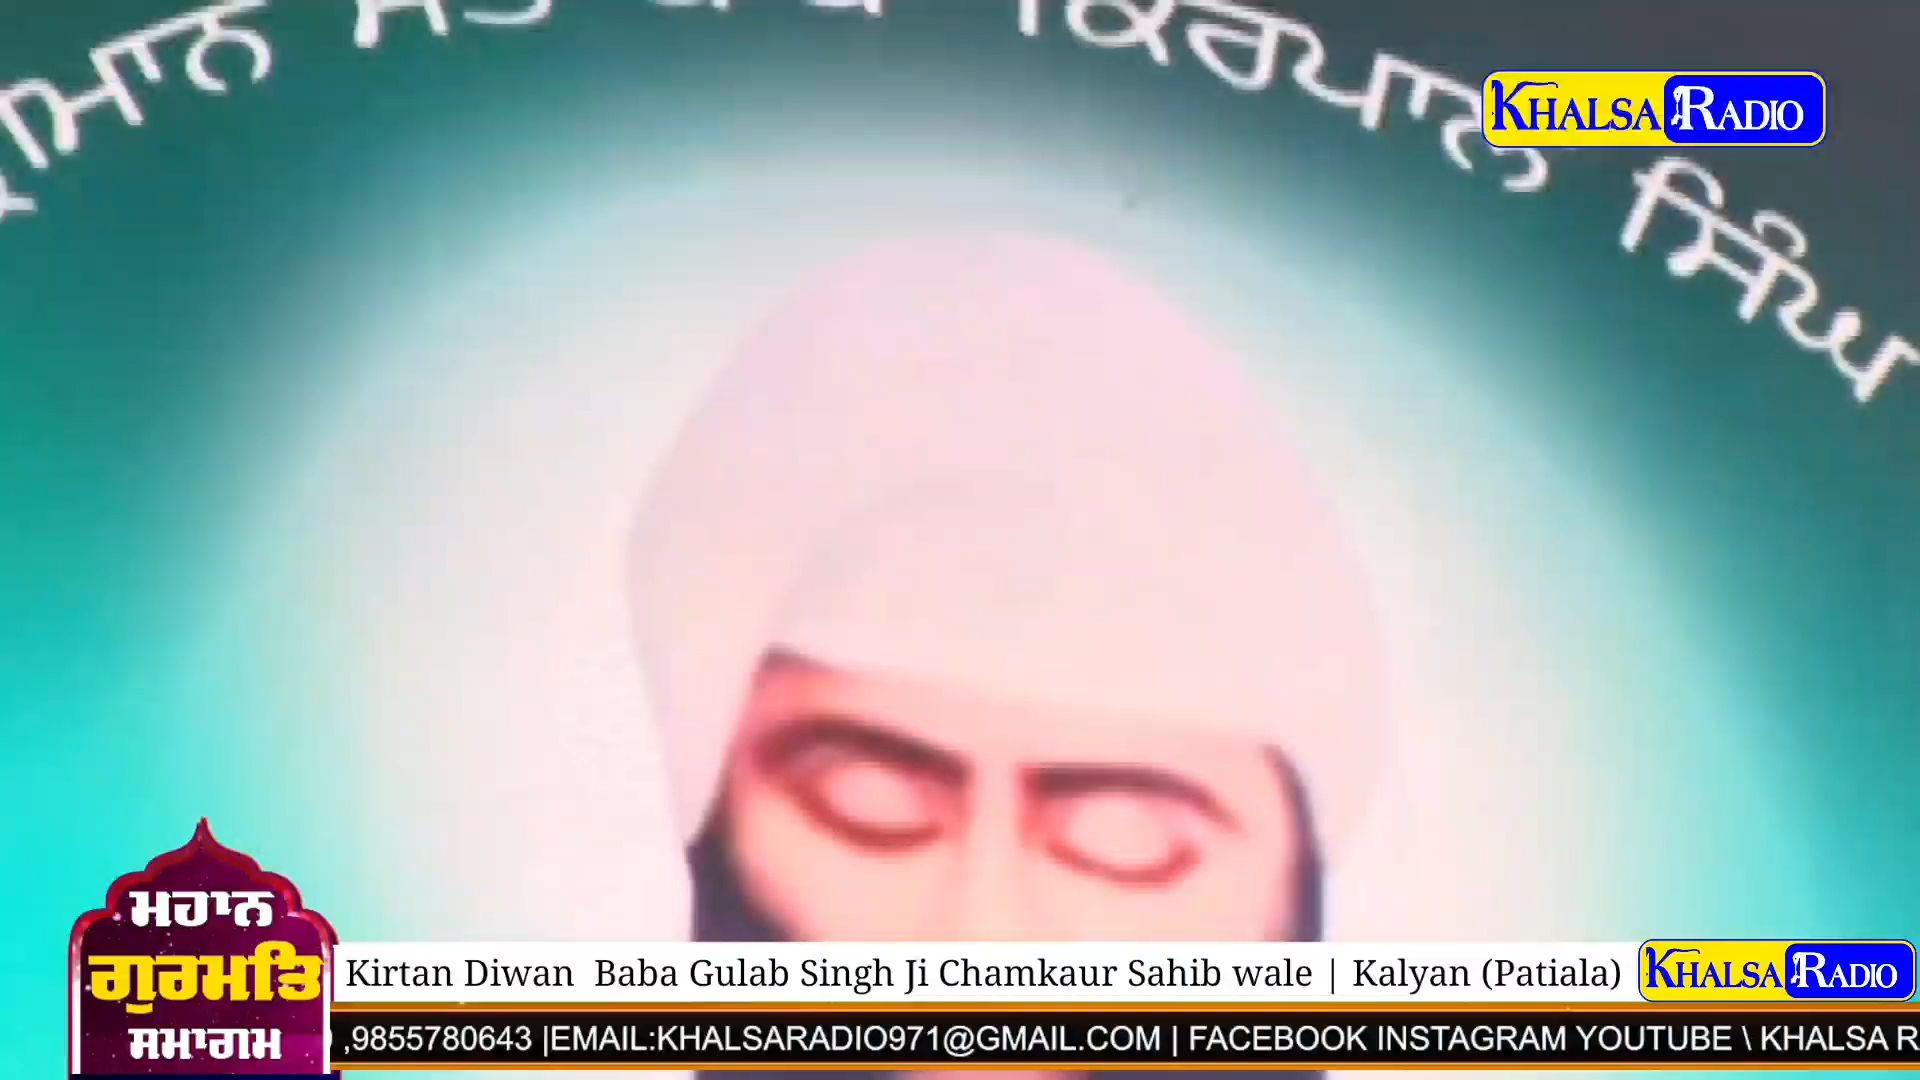 ਕਿਰਪਾਲ ਸਿੰਘ
KHALSA RADIO
ਮਹਾਨ
ਗੁਰਮਤਿ
ਸਮਾਗਮ
Kirtan Diwan Baba Gulab Singh Ji Chamkaur Sahib wale | Kalyan (Patiala)
KHALSA RADIO
,9855780643 |EMAIL:KHALSARADIO971@GMAIL.COM | FACEBOOK INSTAGRAM YOUTUBE \ KHALSA R